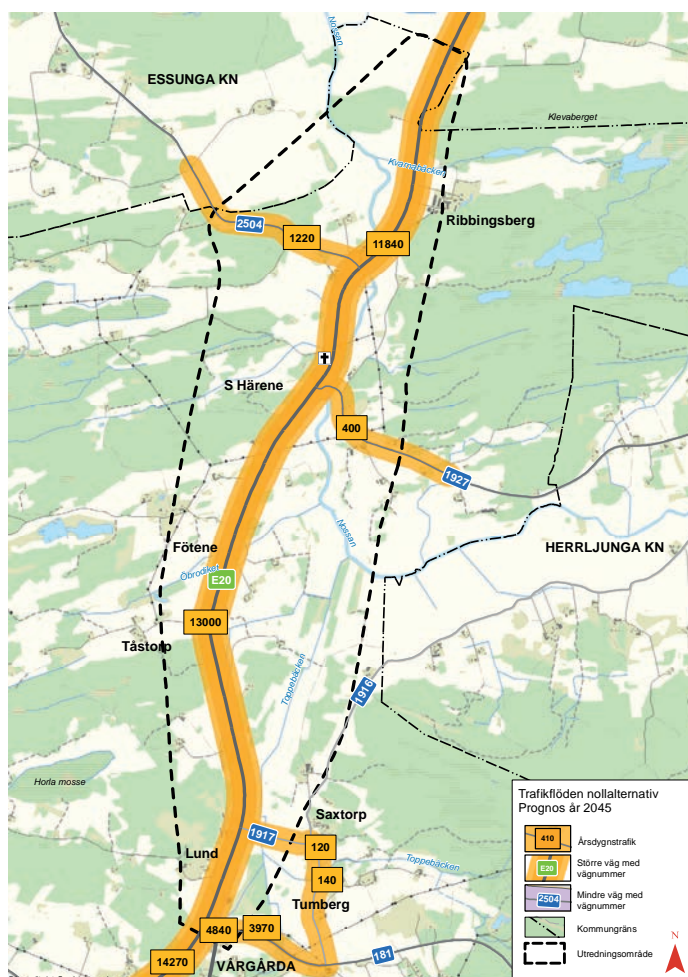 Nossan
ESSUNGA KN
Klevaberget
Kvarnabäcken
Ribbingsberg
2504
1220
11840
S Härene
400
1927
Nossan
HERRLJUNGA KN
Fötene
Öbrodiket
E20
13000
Tåstorp
Toppebäcken
1916
Horla mosse
Saxtorp
1917
120
Lund
Toppebäcken
140
Tumberg
4840
3970
181
14270
VÅRGÅRDA
Trafikflöden nollalternativ
Prognos år 2045
410
Årsdygnstrafik
E20
Större väg med
vägnummer
2504
Mindre väg med
vägnummer
Kommungräns
Utredningsområde
N